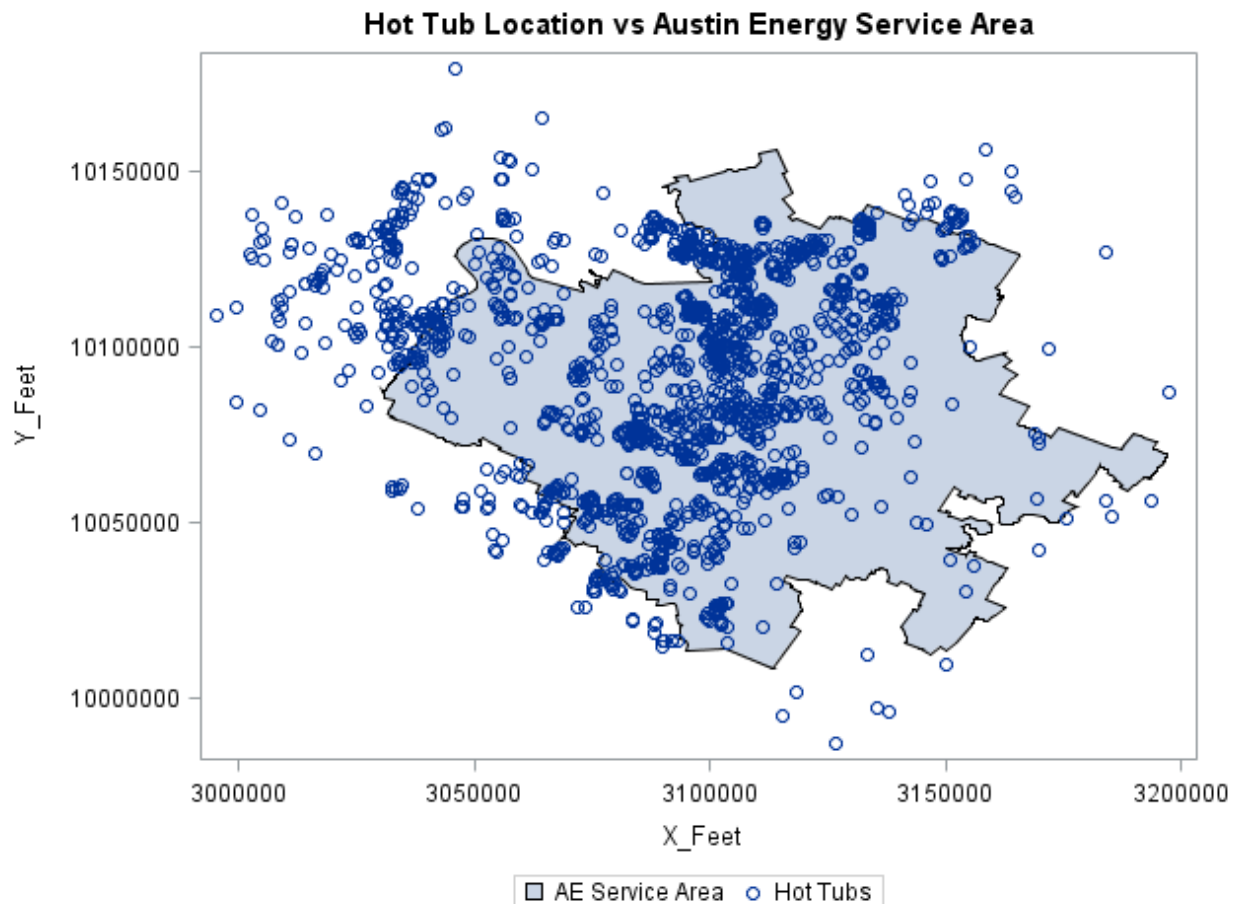 Hot Tub Location vs Austin Energy Service Area
Y_Feet
10150000
10100000
10050000
10000000
3000000 3050000 3100000 3150000 3200000
X_Feet
AE Service Area Hot Tubs